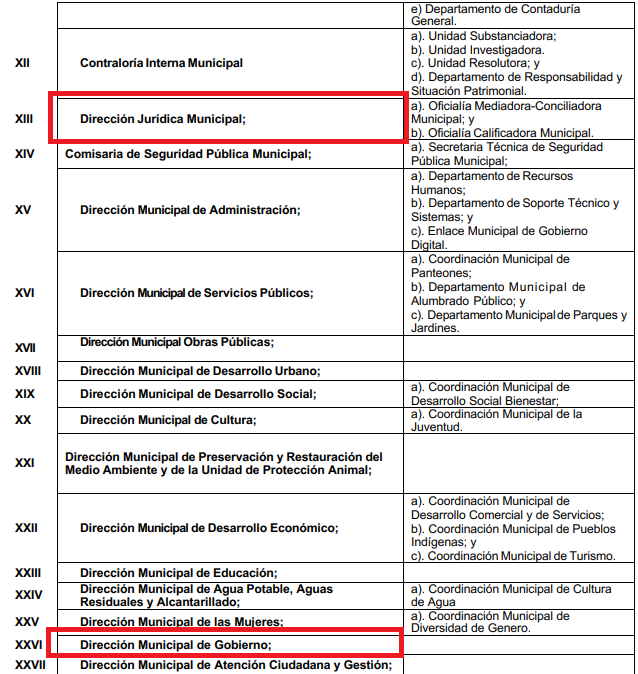 e) Departamento de Contaduría
General.
XII
Contraloría Interna Municipal
a). Unidad Substanciadora;
b). Unidad Investigadora.
c). Unidad Resolutora; y
d). Departamento de Responsabilidad y
Situación Patrimonial.
XIII
Dirección Jurídica Municipal;
a). Oficialía Mediadora-Conciliadora
Municipal; y
b). Oficialía Calificadora Municipal.
XIV
Comisaria de Seguridad Pública Municipal;
a). Secretaria Técnica de Seguridad
Pública Municipal;
XV
Dirección Municipal de Administración;
a). Departamento de Recursos
Humanos;
b). Departamento de Soporte Técnico y
Sistemas; y
c). Enlace Municipal de Gobierno
Digital.
XVI
Dirección Municipal de Servicios Públicos;
a). Coordinación Municipal de
Panteones;
b). Departamento Municipal de
Alumbrado Público; y
c). Departamento Municipal de Parques y
Jardines.
XVII
Dirección Municipal Obras Públicas;
XVIII
Dirección Municipal de Desarrollo Urbano;
XIX
Dirección Municipal de Desarrollo Social;
a). Coordinación Municipal de
Desarrollo Social Bienestar;
XX
Dirección Municipal de Cultura;
a). Coordinación Municipal de la
Juventud.
XXI
Dirección Municipal de Preservación y Restauración del
Medio Ambiente y de la Unidad de Protección Animal;
XXII
Dirección Municipal de Desarrollo Económico;
a). Coordinación Municipal de
Desarrollo Comercial y de Servicios;
b). Coordinación Municipal de Pueblos
Indígenas; y
c). Coordinación Municipal de Turismo.
XXIII
Dirección Municipal de Educación;
XXIV
Dirección Municipal de Agua Potable, Aguas
Residuales y Alcantarillado;
a). Coordinación Municipal de Cultura
de Agua
XXV
Dirección Municipal de las Mujeres;
a). Coordinación Municipal de
Diversidad de Genero.
XXVI
Dirección Municipal de Gobierno;
XXVII
Dirección Municipal de Atención Ciudadana y Gestión;